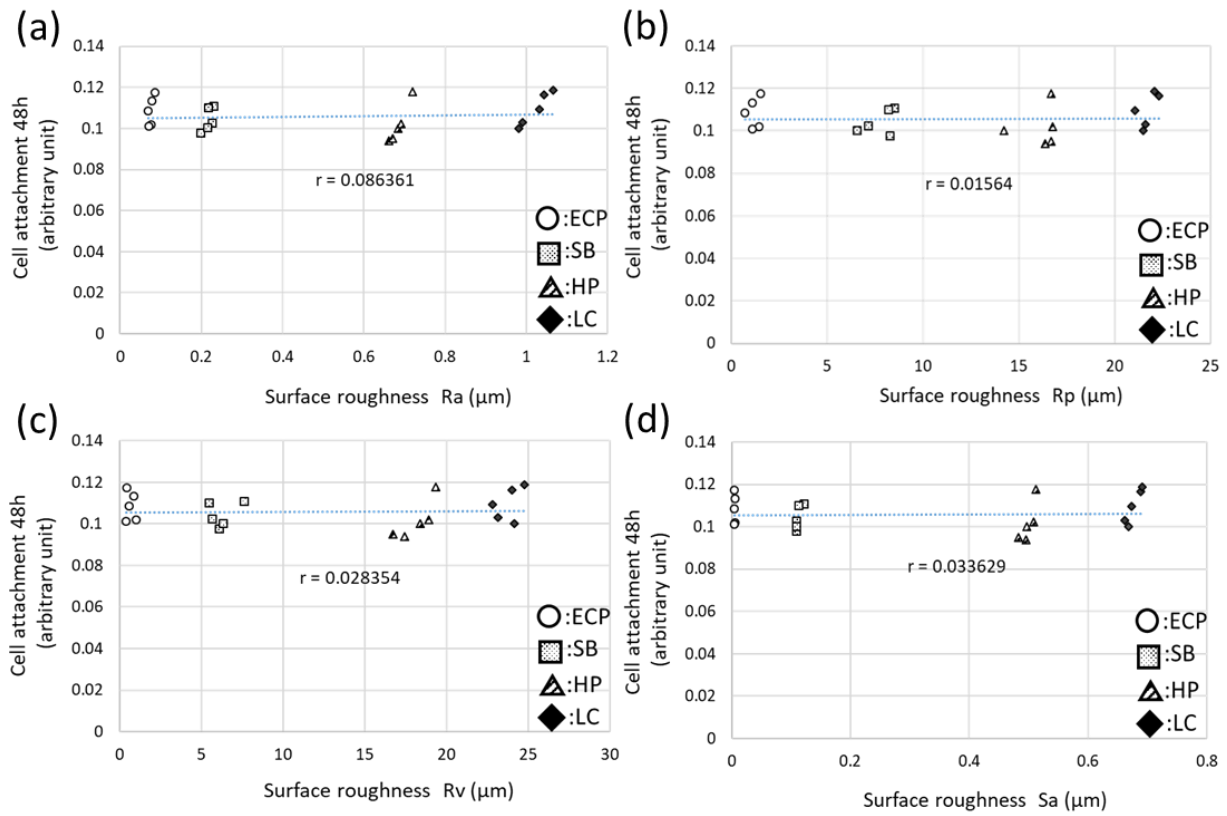 (a)
0.14
0.12
0.1
0.08
0.06
0.04
0.02
0
Cell attachment 48h
(arbitrary unit)
r = 0.086361
:ECP
:SB
:HP
:LC
0 0.2 0.4 0.6 0.8 1 1.2
Surface roughness Ra (μm)
(b)
0.14
0.12
0.1
0.08
0.06
0.04
0.02
0
Cell attachment 48h
(arbitrary unit)
r = 0.01564
:ECP
:SB
:HP
:LC
0 5 10 15 20 25
Surface roughness Rp (μm)
(c)
0.14
0.12
0.1
0.08
0.06
0.04
0.02
0
Cell attachment 48h
(arbitrary unit)
r = 0.028354
:ECP
:SB
:HP
:LC
0 5 10 15 20 25 30
Surface roughness Rv (μm)
(d)
0.14
0.12
0.1
0.08
0.06
0.04
0.02
0
Cell attachment 48h
(arbitrary unit)
r = 0.033629
:ECP
:SB
:HP
:LC
0 0.2 0.4 0.6 0.8
Surface roughness Sa (μm)